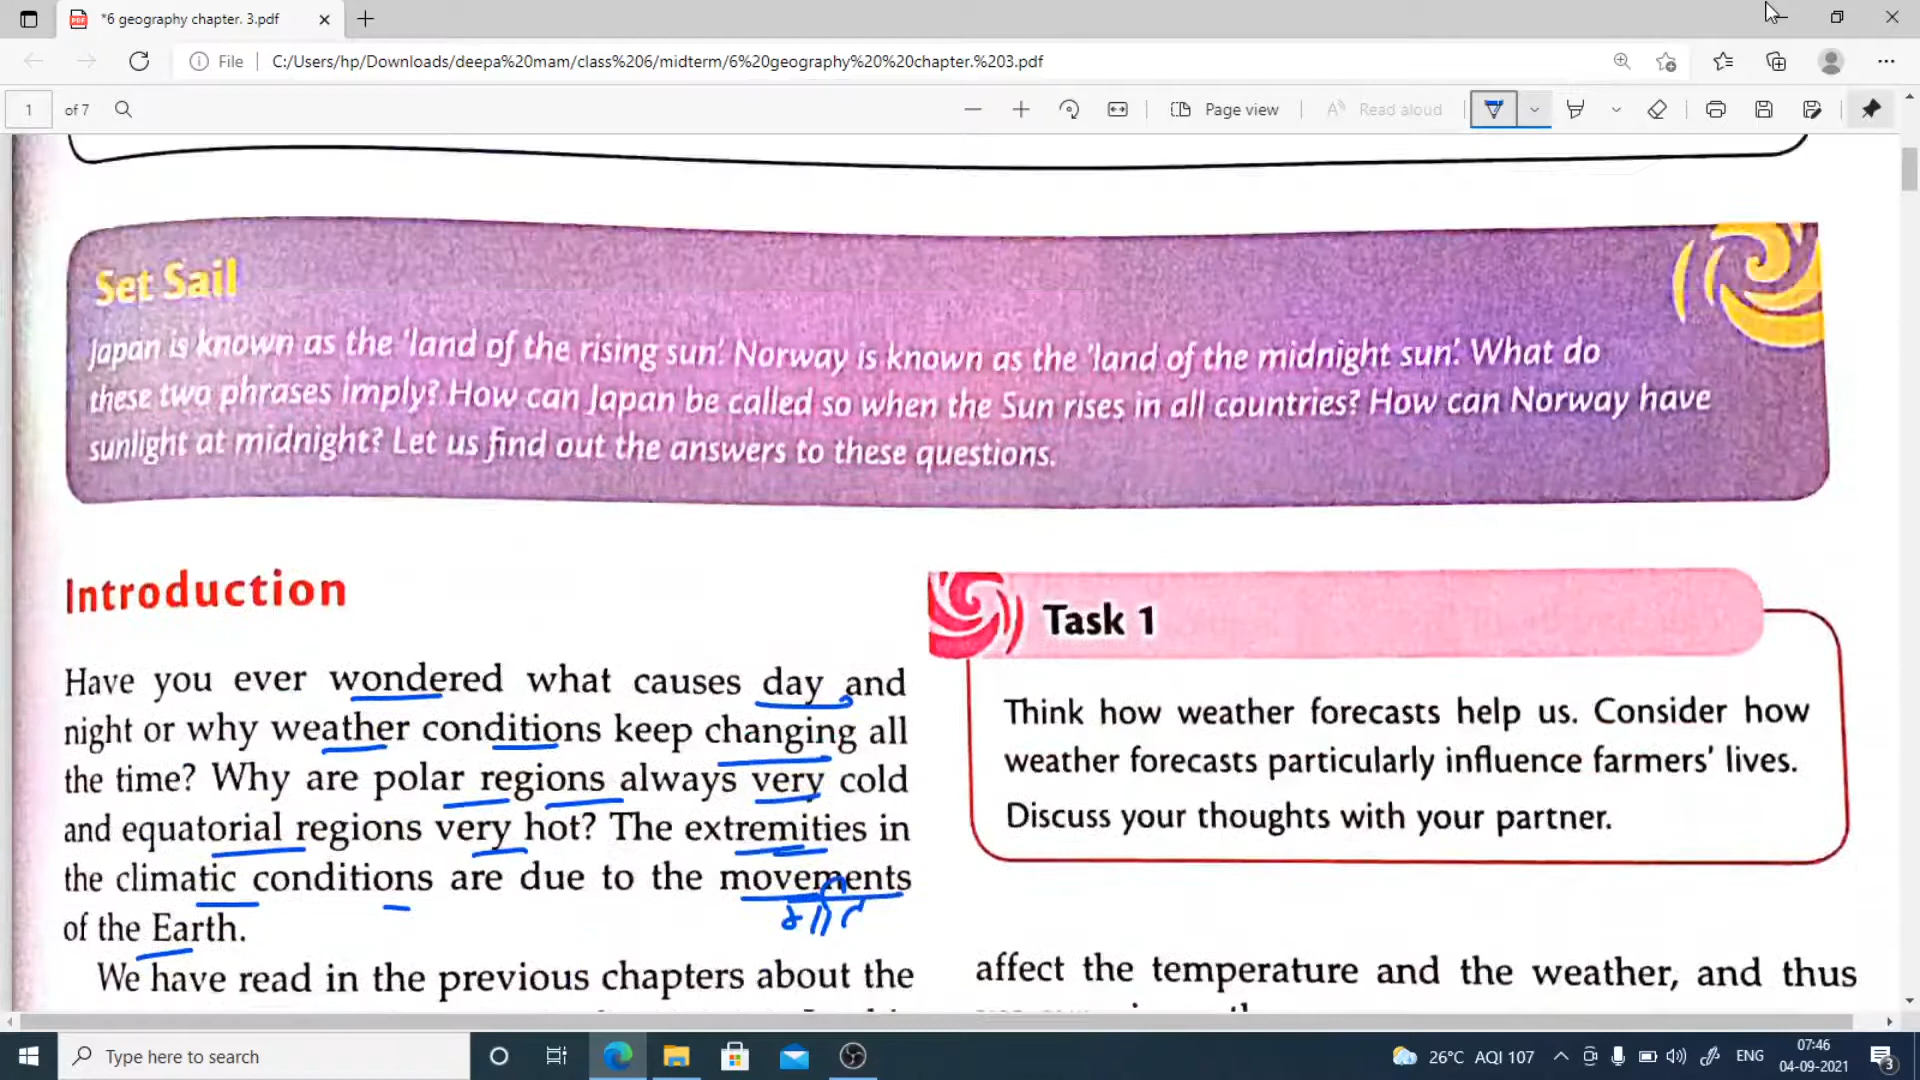 *6 geography chapter. 3.pdf
File
C:/Users/hp/Downloads/deepa%20mam/class%206/midterm/6%20geography%20%20chapter.%203.pdf
1 of 7
Page view
Read aloud
Set Sail
Japan is known as the 'land of the rising sun'. Norway is known as the 'land of the midnight sun'. What do
these two phrases imply? How can Japan be called so when the Sun rises in all countries? How can Norway have
sunlight at midnight? Let us find out the answers to these questions.
Introduction
Have you ever wondered what causes day and
night or why weather conditions keep changing all
the time? Why are polar regions always very cold
and equatorial regions very hot? The extremities in
the climatic conditions are due to the movements
of the Earth.
We have read in the previous chapters about the
Task 1
Think how weather forecasts help us. Consider how
weather forecasts particularly influence farmers' lives.
Discuss your thoughts with your partner.
affect the temperature and the weather, and thus
Type here to search
26°C AQI 107
ENG
07:46
04-09-2021
3